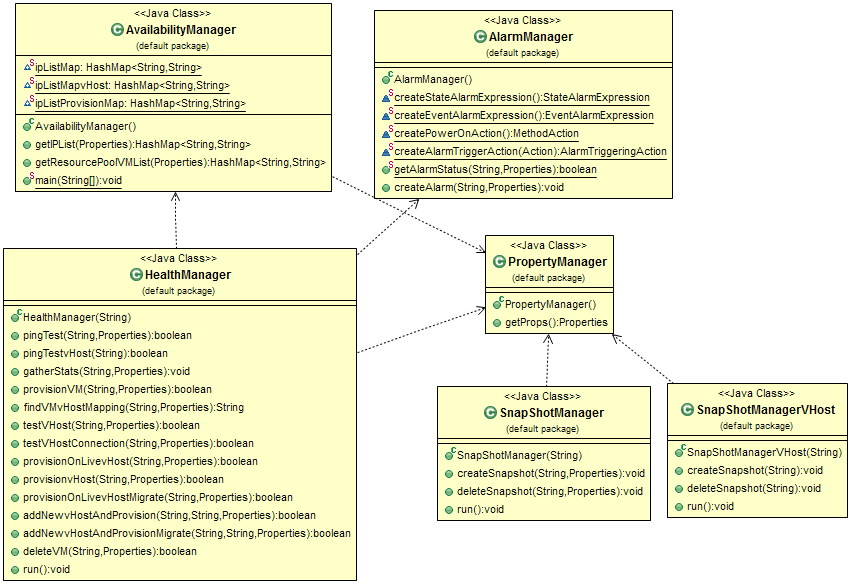 <<Java Class>>
AvailabilityManager
(default package)
ipListMap: HashMap<String,String>
ipListMapvHost: HashMap<String,String>
ipListProvisionMap: HashMap<String,String>
AvailabilityManager()
getIPList(Properties):HashMap<String,String>
getResourcePoolVMList(Properties):HashMap<String,String>
main(String[]):void
<<Java Class>>
AlarmManager
(default package)
AlarmManager()
createStateAlarmExpression():StateAlarmExpression
createEventAlarmExpression():EventAlarmExpression
createPowerOnAction():MethodAction
createAlarmTriggerAction(Action):AlarmTriggeringAction
getAlarmStatus(String,Properties):boolean
createAlarm(String,Properties):void
<<Java Class>>
HealthManager
(default package)
HealthManager(String)
pingTest(String,Properties):boolean
pingTestvHost(String):boolean
gatherStats(String,Properties):void
provisionVM(String,Properties):boolean
findVMvHostMapping(String,Properties):String
testVHost(String,Properties):boolean
testVHostConnection(String,Properties):boolean
provisionOnLivevHost(String,Properties):boolean
provisionvHost(String,Properties):boolean
provisionOnLivevHostMigrate(String,Properties):boolean
addNewvHostAndProvision(String,String,Properties):boolean
addNewvHostAndProvisionMigrate(String,String,Properties):boolean
deleteVM(String,Properties):boolean
run():void
<<Java Class>>
PropertyManager
(default package)
PropertyManager()
getProps():Properties
<<Java Class>>
SnapShotManager
(default package)
SnapShotManager(String)
createSnapshot(String,Properties):void
deleteSnapshot(String,Properties):void
run():void
<<Java Class>>
SnapShotManagerVHost
(default package)
SnapShotManagerVHost(String)
createSnapshot(String):void
deleteSnapshot(String):void
run():void